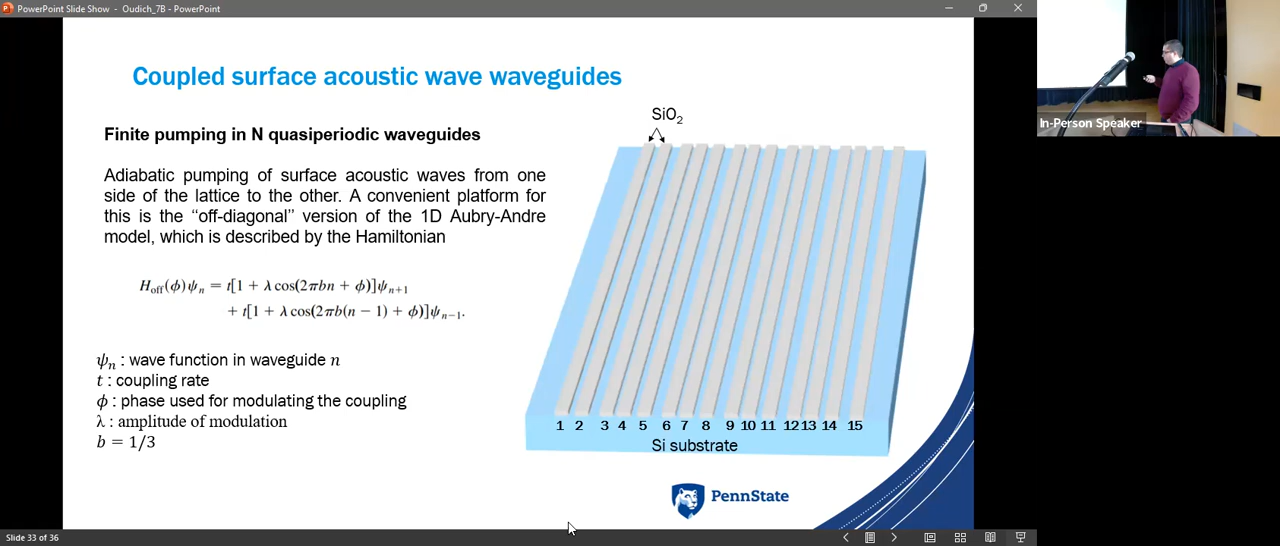 PowerPoint Slide Show - Oudich_7B - PowerPoint
Coupled surface acoustic wave waveguides
Finite pumping in N quasiperiodic waveguides
Adiabatic pumping of surface acoustic waves from one
side of the lattice to the other. A convenient platform for
this is the “off-diagonal” version of the 1D Aubry-Andre
model, which is described by the Hamiltonian
H_off(ϕ)ψ_n = t[1 + λ cos(2πbn + ϕ)]ψ_{n+1}
+ t[1 + λ cos(2πb(n − 1) + ϕ)]ψ_{n−1}.
ψ_n : wave function in waveguide n
t : coupling rate
ϕ : phase used for modulating the coupling
λ : amplitude of modulation
b = 1/3
SiO₂
1 2 3 4 5 6 7 8 9 10 11 12 13 14 15
Si substrate
PennState
In-Person Speaker
Slide 33 of 36